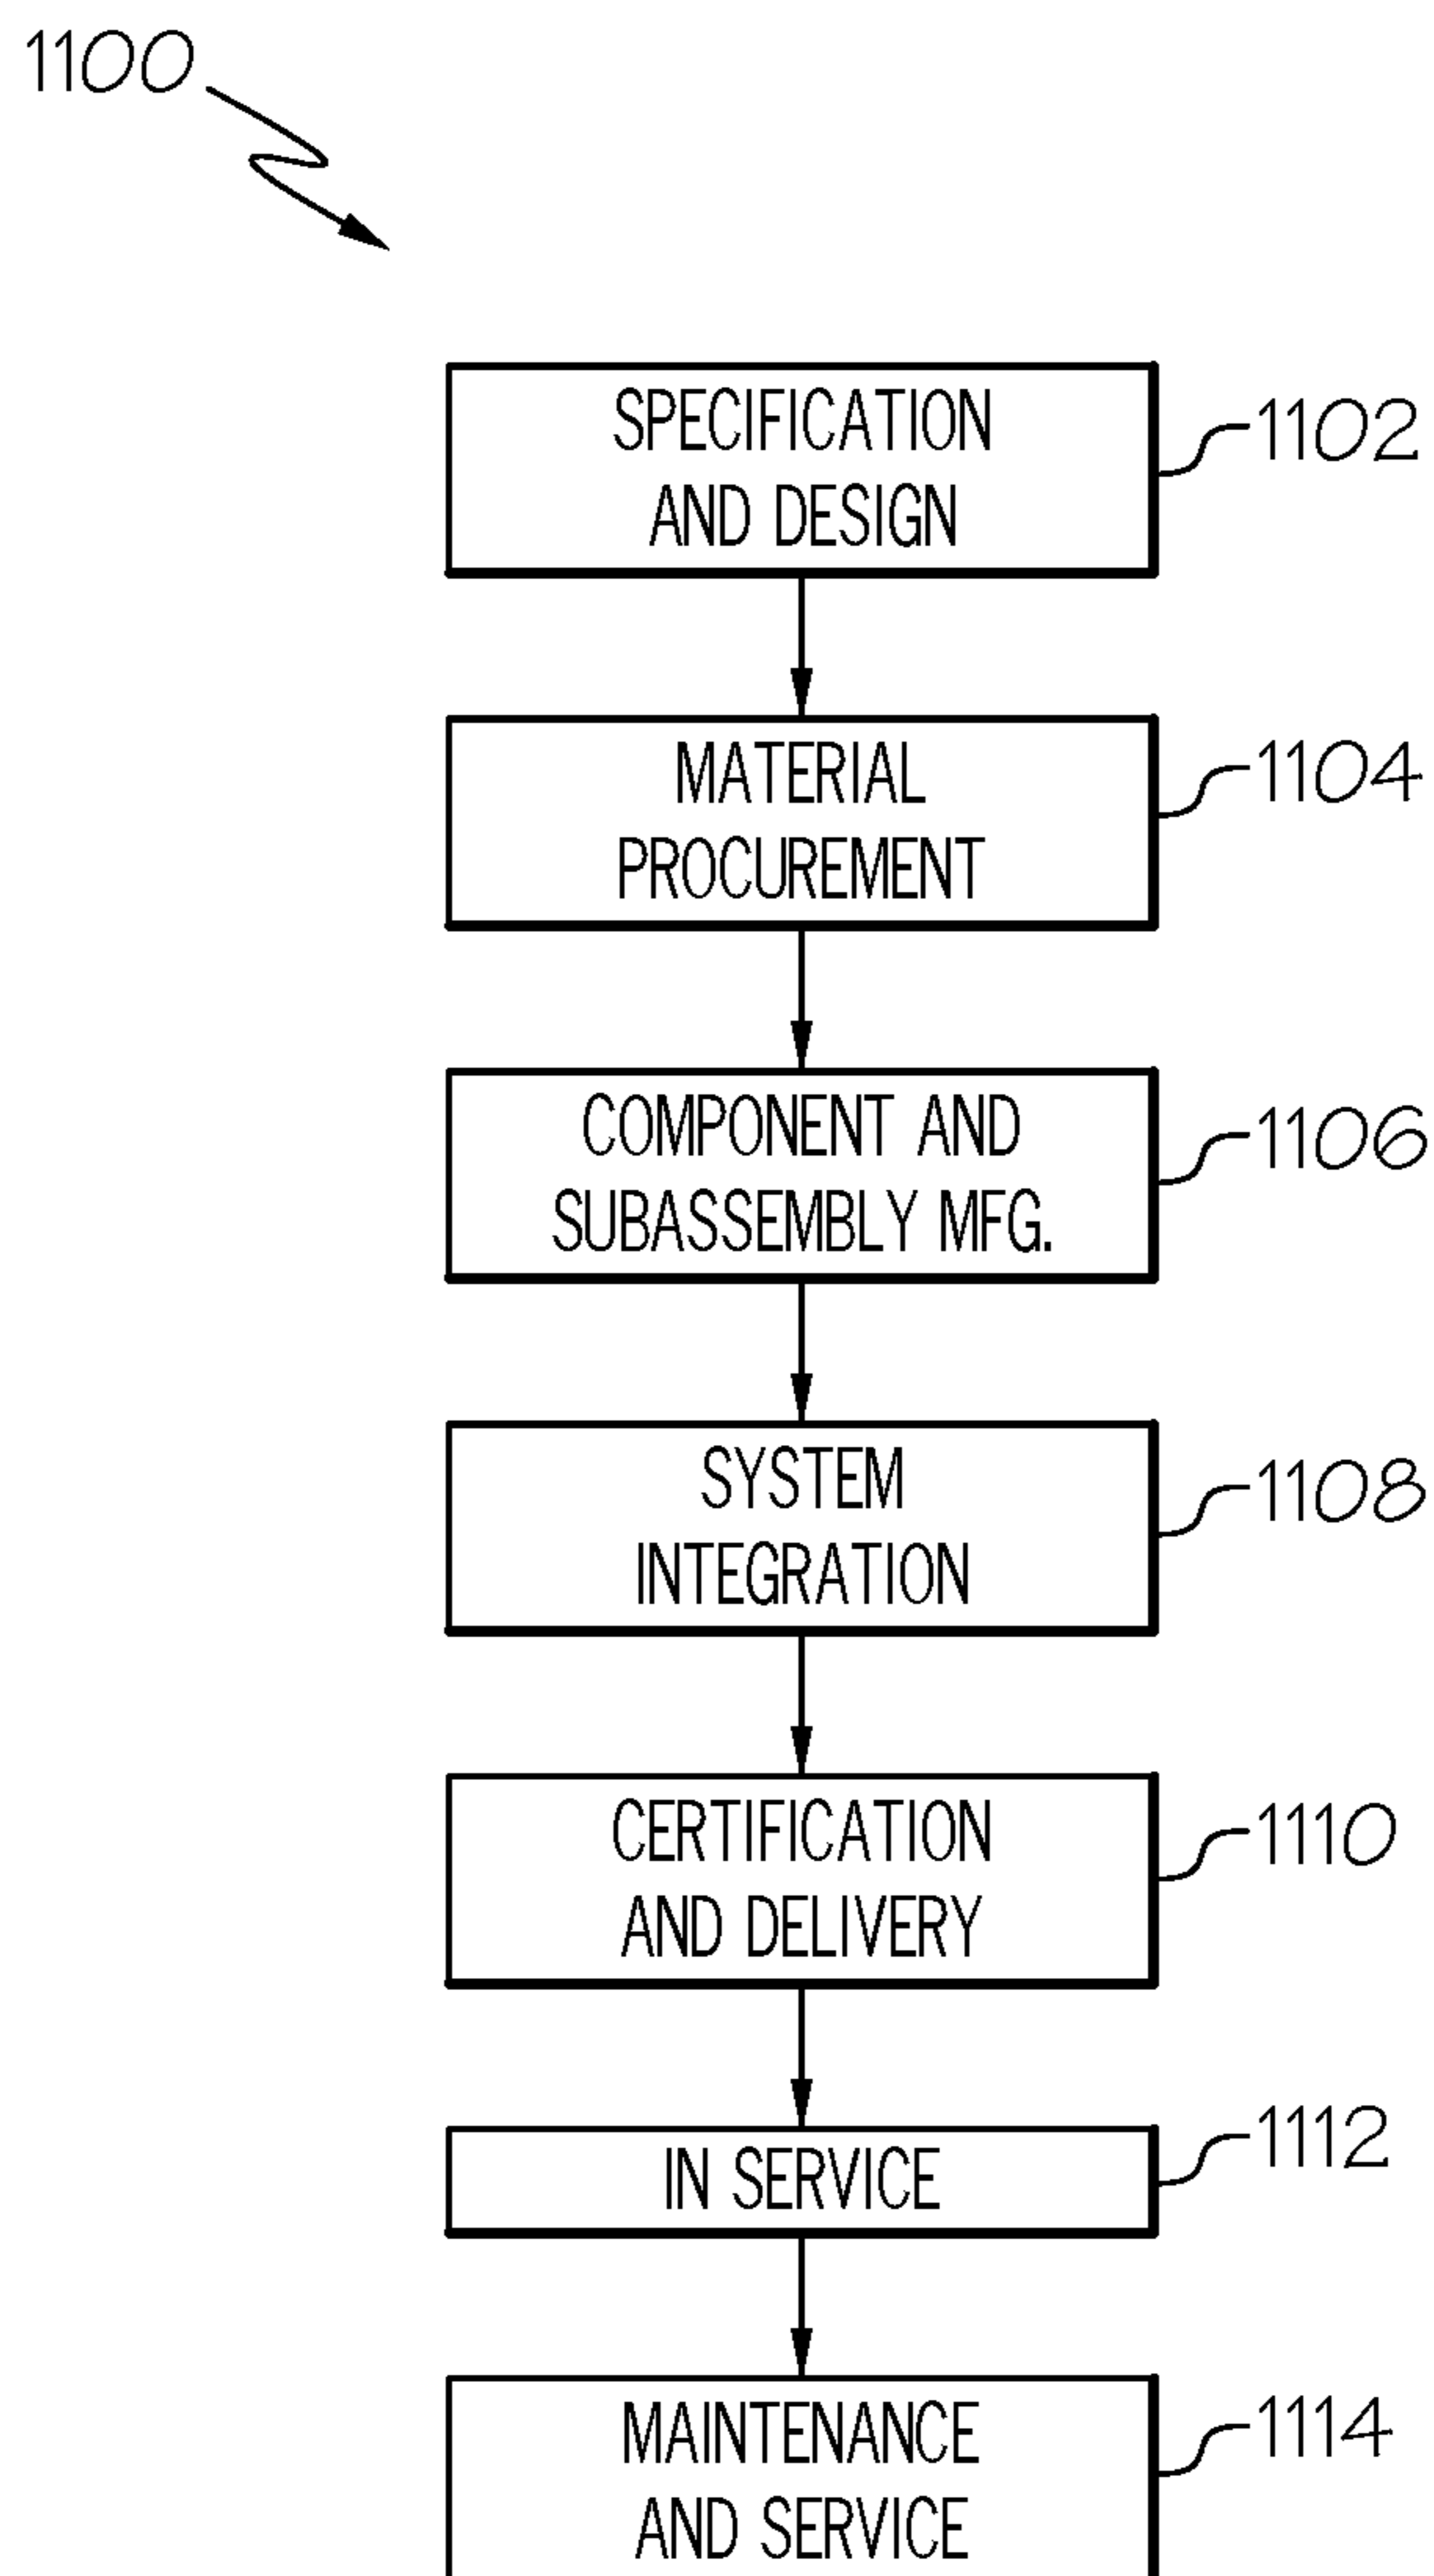 1100
SPECIFICATION
AND DESIGN
1102
MATERIAL
PROCUREMENT
1104
COMPONENT AND
SUBASSEMBLY MFG.
1106
SYSTEM
INTEGRATION
1108
CERTIFICATION
AND DELIVERY
1110
IN SERVICE
1112
MAINTENANCE
AND SERVICE
1114